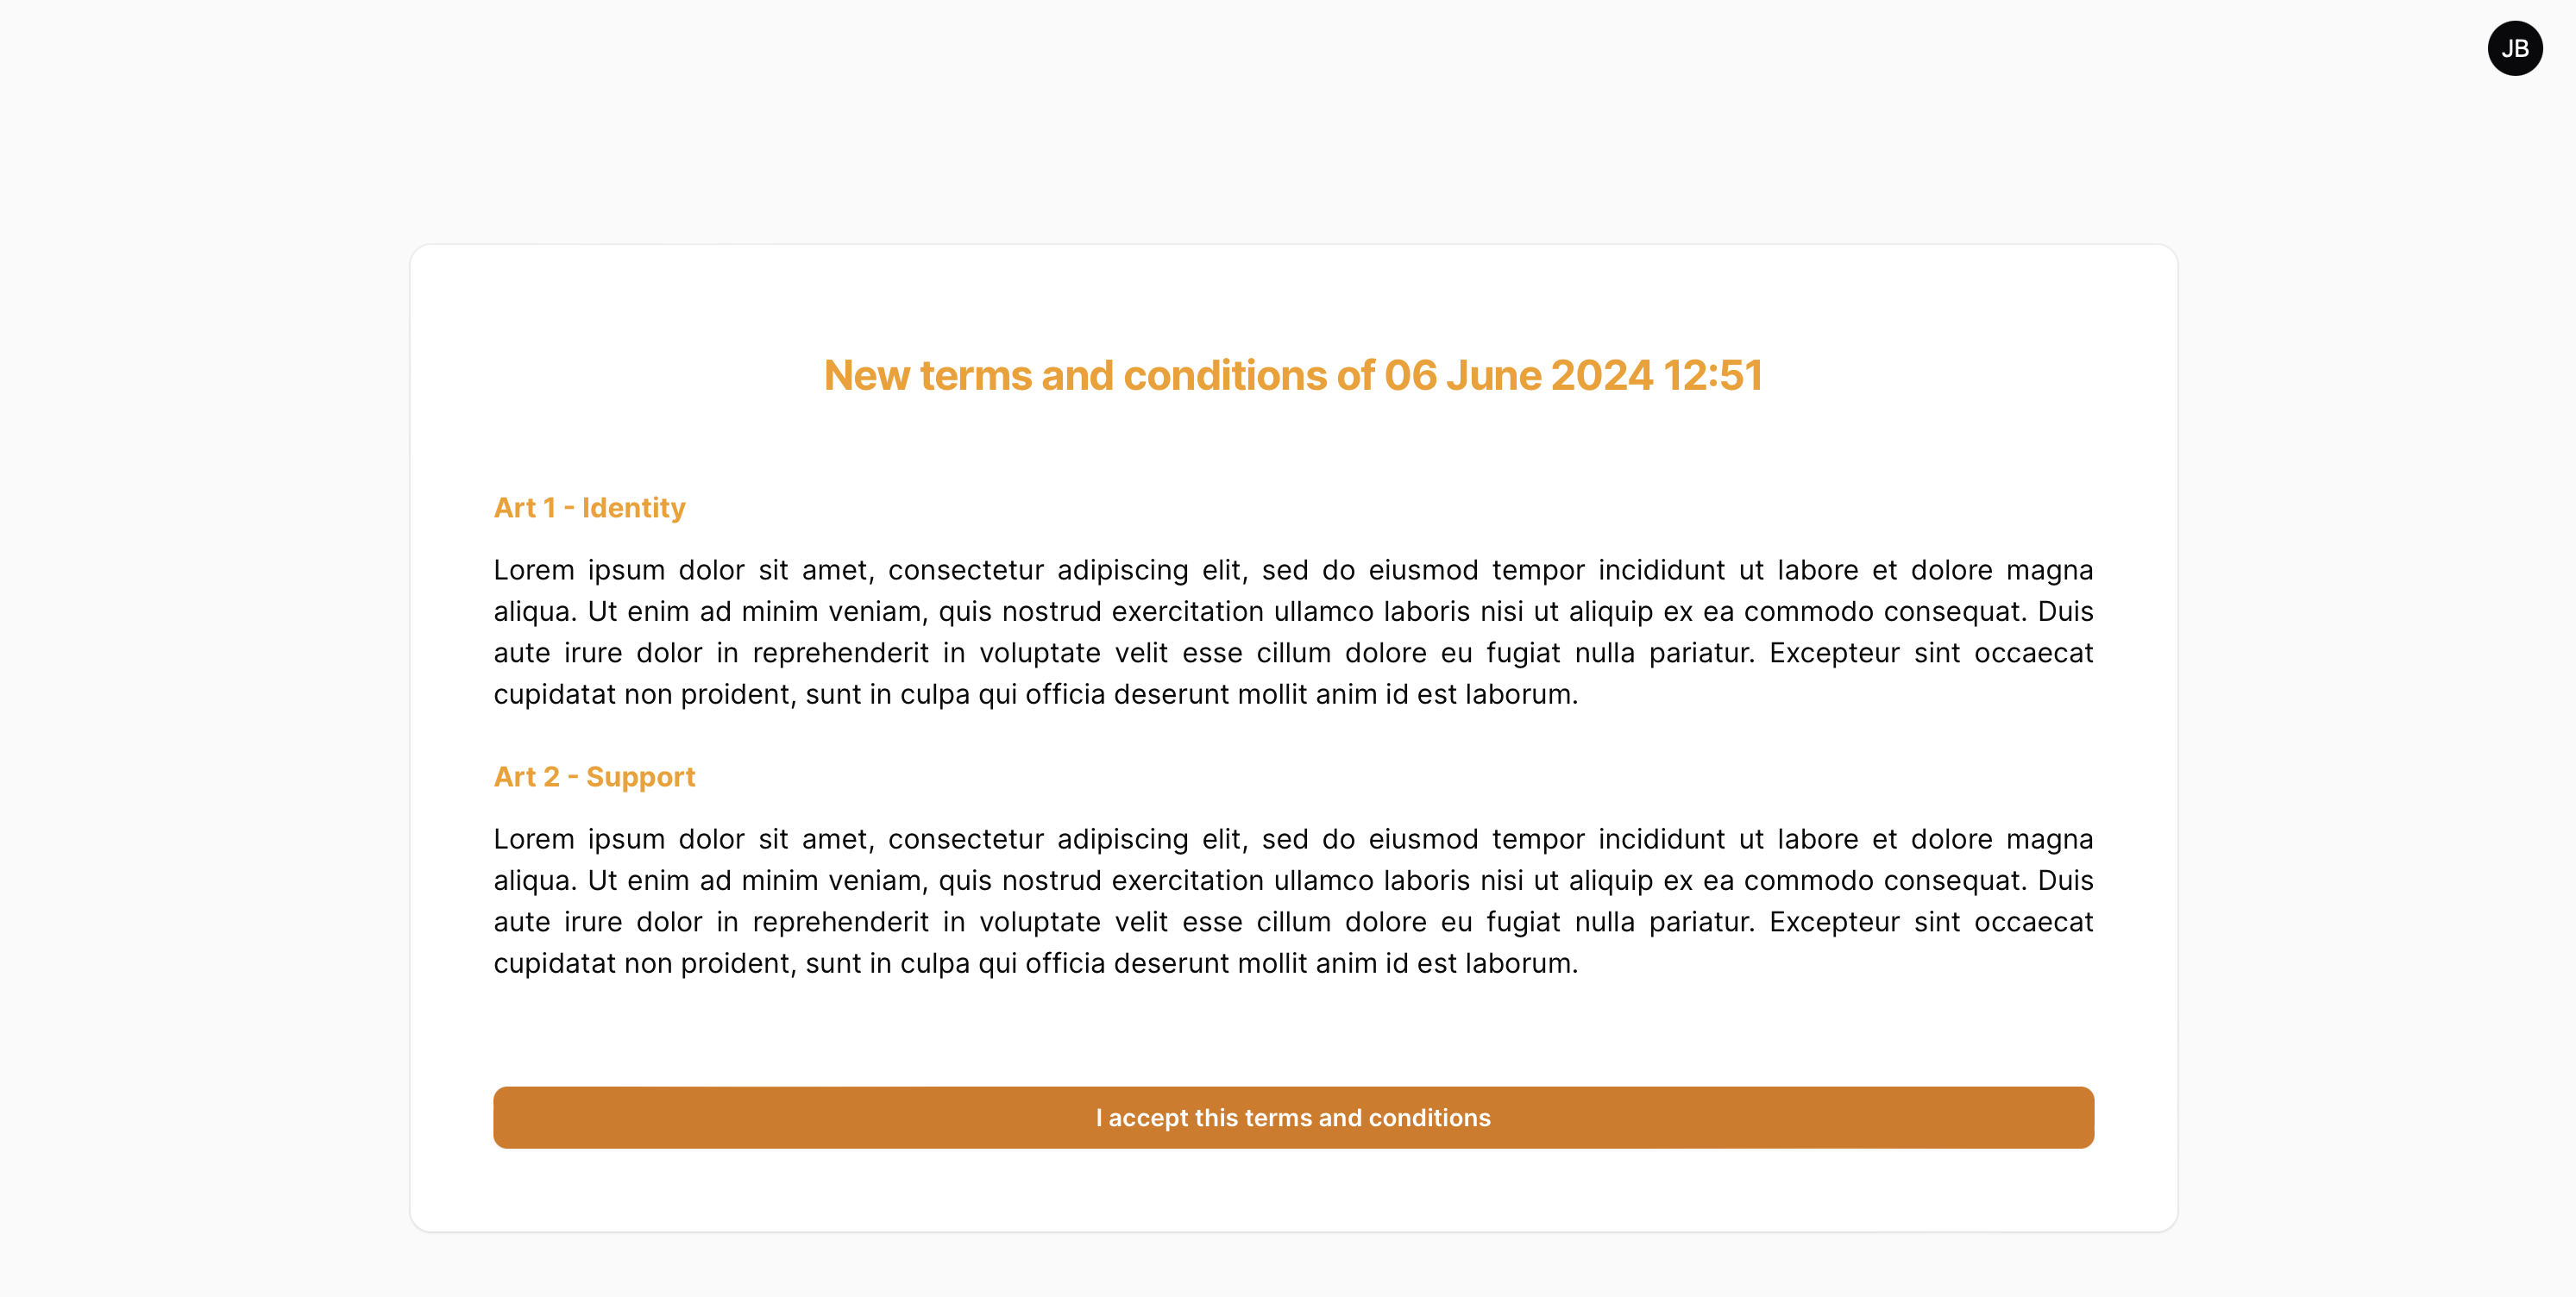 JB
New terms and conditions of 06 June 2024 12:51
Art 1 - Identity
Lorem ipsum dolor sit amet, consectetur adipiscing elit, sed do eiusmod tempor incididunt ut labore et dolore magna
aliqua. Ut enim ad minim veniam, quis nostrud exercitation ullamco laboris nisi ut aliquip ex ea commodo consequat. Duis
aute irure dolor in reprehenderit in voluptate velit esse cillum dolore eu fugiat nulla pariatur. Excepteur sint occaecat
cupidatat non proident, sunt in culpa qui officia deserunt mollit anim id est laborum.
Art 2 - Support
Lorem ipsum dolor sit amet, consectetur adipiscing elit, sed do eiusmod tempor incididunt ut labore et dolore magna
aliqua. Ut enim ad minim veniam, quis nostrud exercitation ullamco laboris nisi ut aliquip ex ea commodo consequat. Duis
aute irure dolor in reprehenderit in voluptate velit esse cillum dolore eu fugiat nulla pariatur. Excepteur sint occaecat
cupidatat non proident, sunt in culpa qui officia deserunt mollit anim id est laborum.
I accept this terms and conditions